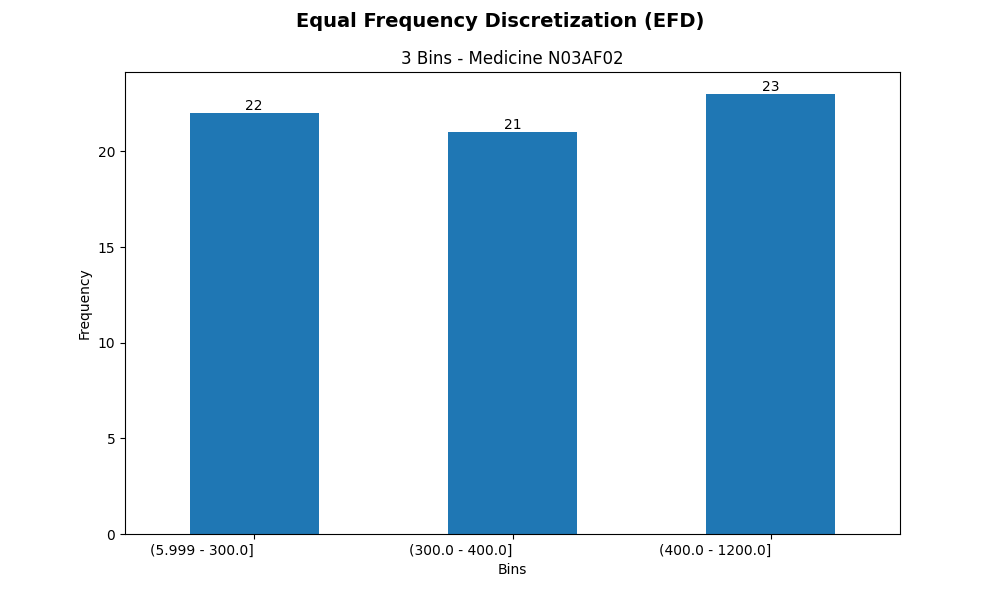 Equal Frequency Discretization (EFD)
3 Bins - Medicine N03AF02
22
21
23
20
15
10
5
0
Frequency
(5.999 - 300.0]
(300.0 - 400.0]
(400.0 - 1200.0]
Bins